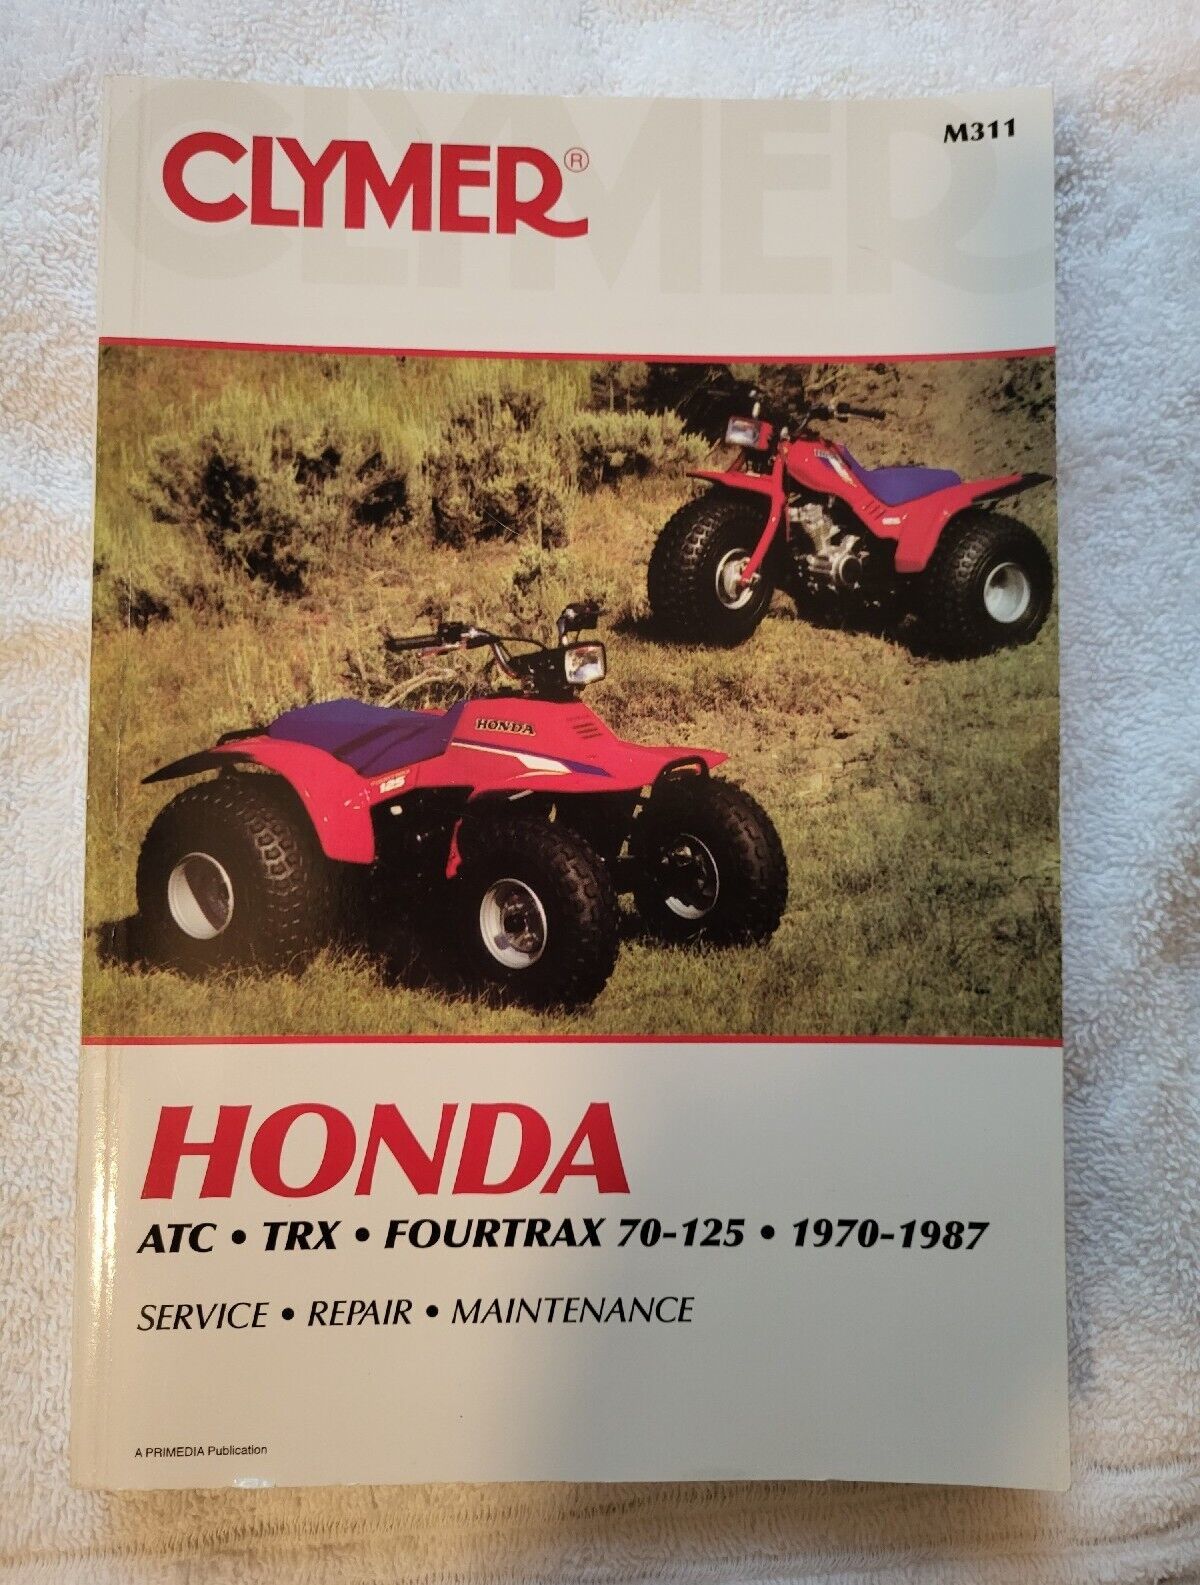 CLYMER®
M311
HONDA
125
HONDA
ATC • TRX • FOURTRAX 70-125 • 1970-1987
SERVICE • REPAIR • MAINTENANCE
A PRIMEDIA Publication